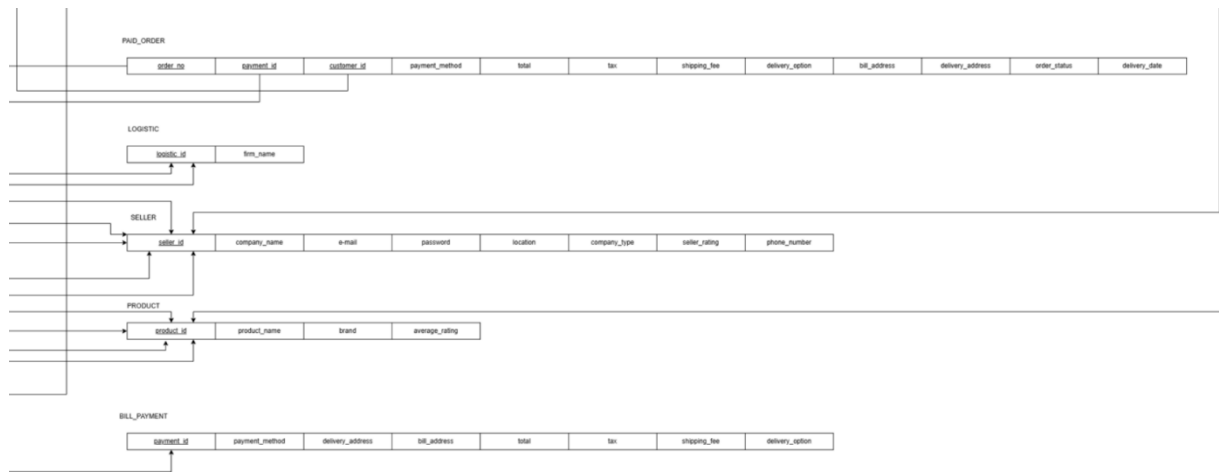 PAID_ORDER
order_no payment_id customer_id payment_method total tax shipping_fee delivery_option bill_address delivery_address order_status delivery_date
LOGISTIC
logistic_id firm_name
SELLER
seller_id company_name e-mail password location company_type seller_rating phone_number
PRODUCT
product_id product_name brand average_rating
BILL_PAYMENT
payment_id payment_method delivery_address bill_address total tax shipping_fee delivery_option